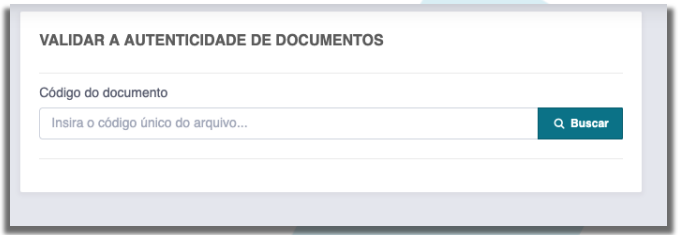 VALIDAR A AUTENTICIDADE DE DOCUMENTOS
Código do documento
Insira o código único do arquivo...
Buscar